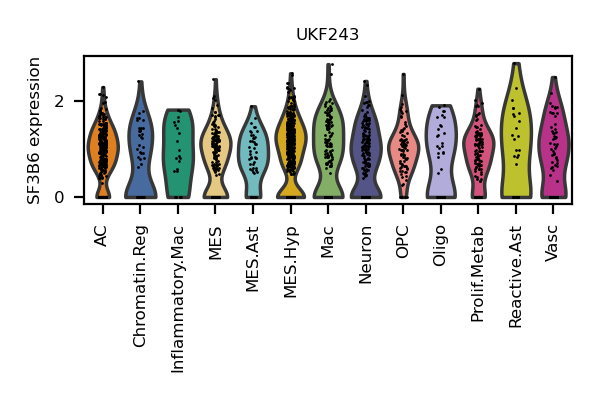 UKF243
SF3B6 expression
2
0
AC
Chromatin.Reg
Inflammatory.Mac
MES
MES.Ast
MES.Hyp
Mac
Neuron
OPC
Oligo
Prolif.Metab
Reactive.Ast
Vasc